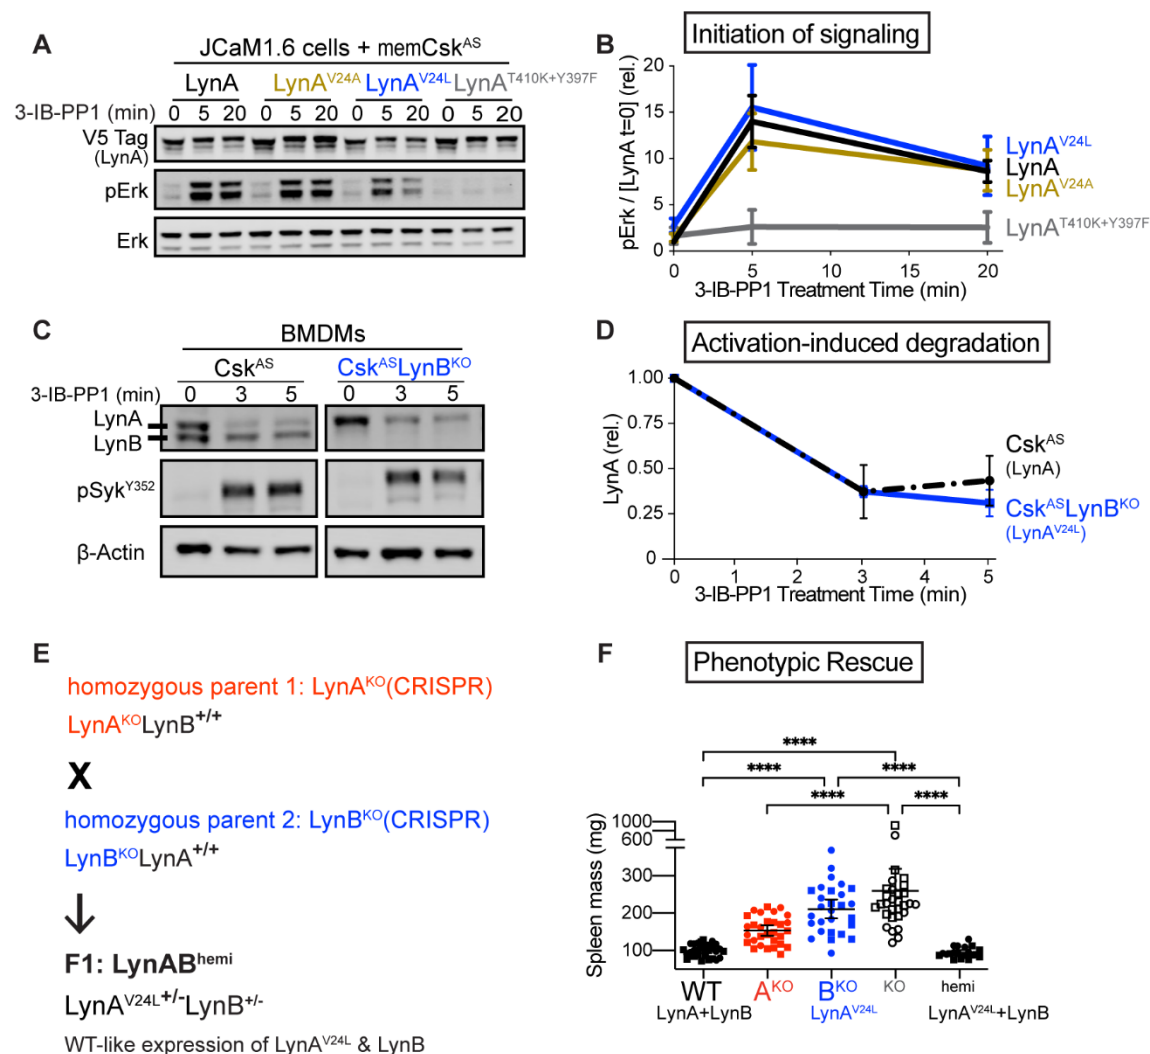 A
JCaM1.6 cells + memCsk^AS
LynA LynA^V24A LynA^V24L LynA^T410K+Y397F
3-IB-PP1 (min) 0 5 20 0 5 20 0 5 20 0 5 20
V5 Tag
(LynA)
pErk
Erk
B
Initiation of signaling
pErk / [LynA t=0] (rel.)
20
15
10
5
0
0 5 10 15 20
3-IB-PP1 Treatment Time (min)
LynA^V24L
LynA
LynA^V24A
LynA^T410K+Y397F
C
BMDMs
Csk^AS Csk^ASLynB^KO
3-IB-PP1 (min) 0 3 5 0 3 5
LynA
LynB
pSyk^Y352
β-Actin
D
Activation-induced degradation
LynA (rel.)
1.00
0.75
0.50
0.25
0
0 1 2 3 4 5
3-IB-PP1 Treatment Time (min)
Csk^AS
(LynA)
Csk^ASLynB^KO
(LynA^V24L)
E
homozygous parent 1: LynA^KO(CRISPR)
LynA^KOLynB^+/+
X
homozygous parent 2: LynB^KO(CRISPR)
LynB^KOLynA^+/+
↓
F1: LynAB^hemi
LynA^V24L+/-LynB^+/-
WT-like expression of LynA^V24L & LynB
F
Phenotypic Rescue
****
**** ****
**** ****
Spleen mass (mg)
1000
600
300
200
100
WT A^KO B^KO KO hemi
LynA+LynB LynA^V24L LynA^V24L+LynB